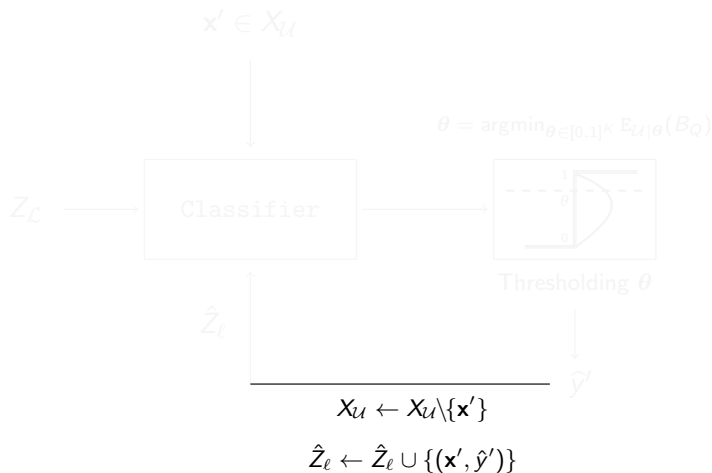 𝐱′ ∈ X_𝒰
𝜽 = argmin_{𝜽∈[0,1]^K} 𝔼_{𝒰|𝜽}(B_Q)
1
θ
0
Z_ℒ
Classifier
Thresholding 𝜽
Ẑ_ℓ
ŷ′
X_𝒰 ← X_𝒰\{𝐱′}
Ẑ_ℓ ← Ẑ_ℓ ∪ {(𝐱′, ŷ′)}